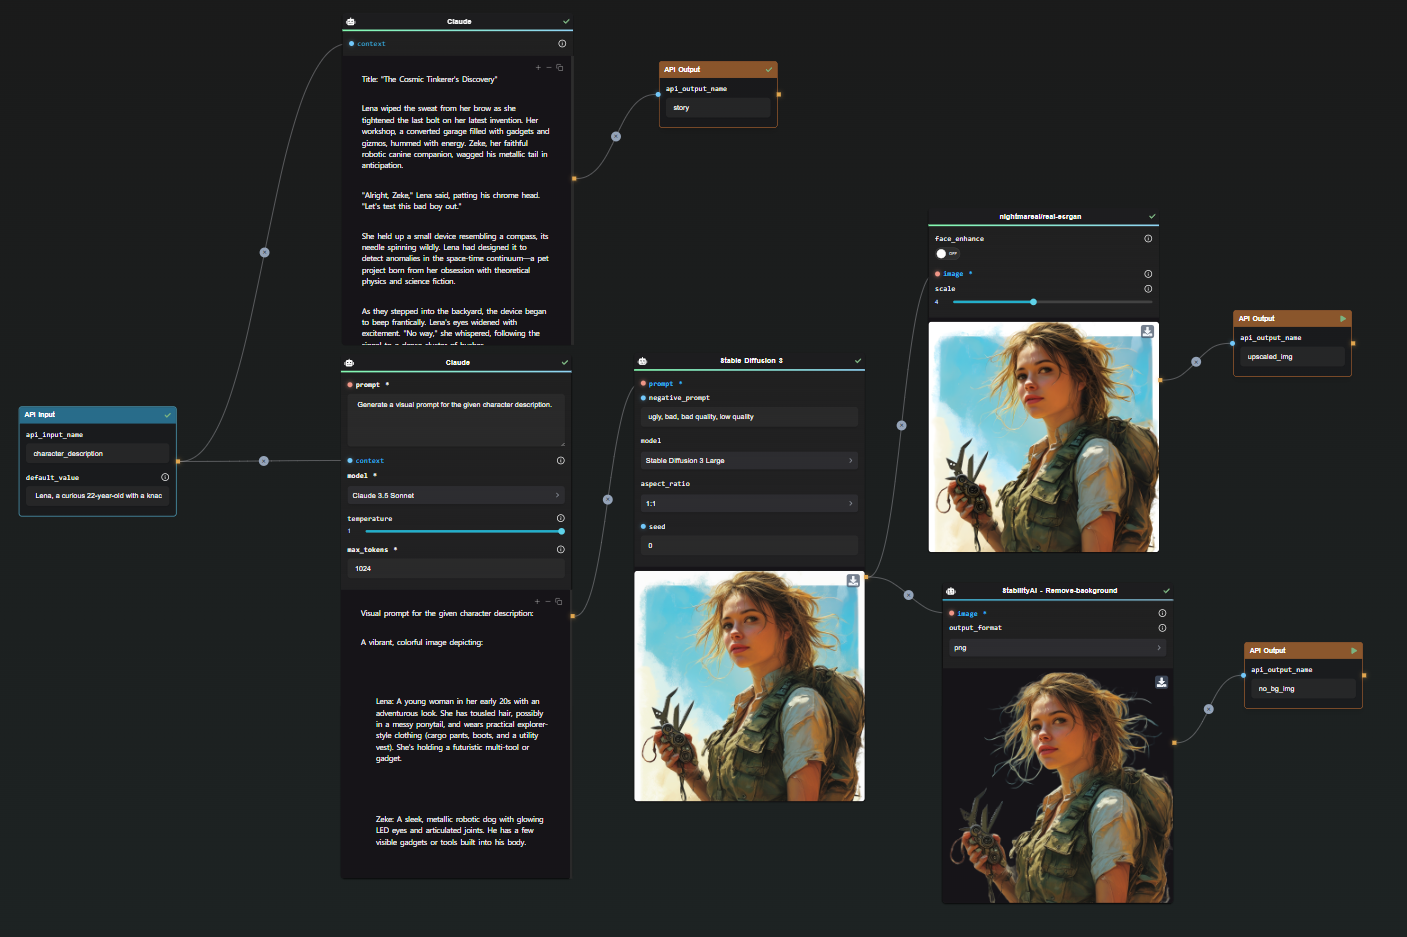 Claude
context
Title: "The Cosmic Tinkerer's Discovery"
Lena wiped the sweat from her brow as she
tightened the last bolt on her latest invention. Her
workshop, a converted garage filled with gadgets and
gizmos, hummed with energy. Zeke, her faithful
robotic canine companion, wagged his metallic tail in
anticipation.
"Alright, Zeke," Lena said, patting his chrome head.
"Let's test this bad boy out."
She held up a small device resembling a compass, its
needle spinning wildly. Lena had designed it to
detect anomalies in the space-time continuum—a pet
project born from her obsession with theoretical
physics and science fiction.
As they stepped into the backyard, the device began
to beep frantically. Lena's eyes widened with
excitement. "No way," she whispered, following the
API Output
api_output_name
story
API Input
api_input_name
character_description
default_value
Lena, a curious 22-year-old with a knac
Claude
prompt *
Generate a visual prompt for the given character description.
context
model *
Claude 3.5 Sonnet
temperature
1
max_tokens *
1024
Visual prompt for the given character description:
A vibrant, colorful image depicting:
Lena: A young woman in her early 20s with an
adventurous look. She has tousled hair, possibly
in a messy ponytail, and wears practical explorer-
style clothing (cargo pants, boots, and a utility
vest). She's holding a futuristic multi-tool or
gadget.
Zeke: A sleek, metallic robotic dog with glowing
LED eyes and articulated joints. He has a few
visible gadgets or tools built into his body.
Stable Diffusion 3
prompt *
negative_prompt
ugly, bad, bad quality, low quality
model
Stable Diffusion 3 Large
aspect_ratio
1:1
seed
0
nightmareai/real-esrgan
face_enhance
OFF
image *
scale
4
API Output
api_output_name
upscaled_img
StabilityAI - Remove-background
image *
output_format
png
API Output
api_output_name
no_bg_img